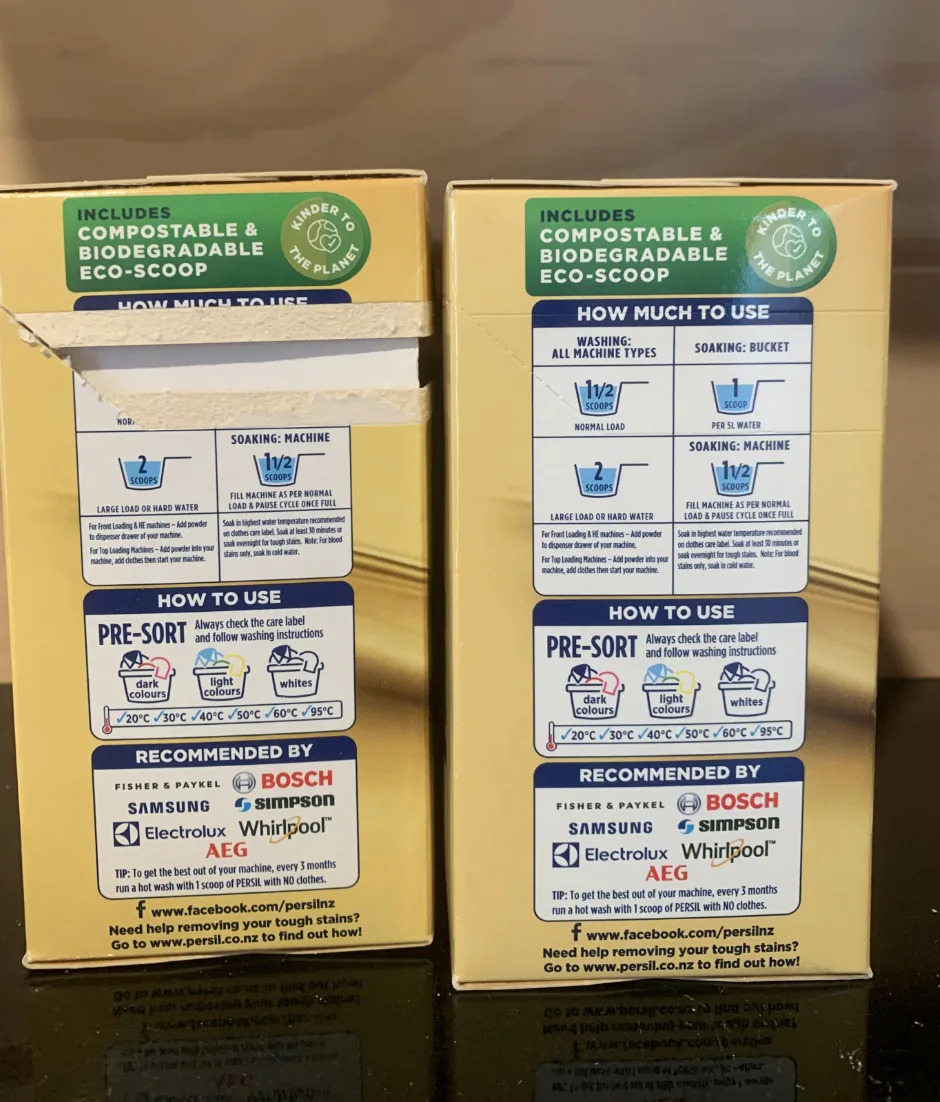 INCLUDES
COMPOSTABLE &
BIODEGRADABLE
ECO-SCOOP
KINDER TO
THE PLANET
HOW MUCH TO USE
2
SCOOPS
LARGE LOAD OR HARD WATER
SOAKING: MACHINE
1 1/2
SCOOPS
FILL MACHINE AS PER NORMAL
LOAD & PAUSE CYCLE ONCE FULL
For Front Loading & HE machines – Add powder
to dispenser drawer of your machine.
For Top Loading Machines – Add powder into your
machine, add clothes then start your machine.
Soak in highest water temperature recommended
on clothes care label. Soak at least 30 minutes or
soak overnight for tough stains. Note: For blood
stains only, soak in cold water.
HOW TO USE
PRE-SORT
Always check the care label
and follow washing instructions
dark
colours
light
colours
whites
✓20°C ✓30°C ✓40°C ✓50°C ✓60°C ✓95°C
RECOMMENDED BY
FISHER & PAYKEL BOSCH
SAMSUNG SIMPSON
Electrolux Whirlpool™
AEG
TIP: To get the best out of your machine, every 3 months
run a hot wash with 1 scoop of PERSIL with NO clothes.
f www.facebook.com/persilnz
Need help removing your tough stains?
Go to www.persil.co.nz to find out how!
INCLUDES
COMPOSTABLE &
BIODEGRADABLE
ECO-SCOOP
KINDER TO
THE PLANET
HOW MUCH TO USE
WASHING:
ALL MACHINE TYPES
1 1/2
SCOOPS
NORMAL LOAD
SOAKING: BUCKET
1
SCOOP
PER 5L WATER
2
SCOOPS
LARGE LOAD OR HARD WATER
SOAKING: MACHINE
1 1/2
SCOOPS
FILL MACHINE AS PER NORMAL
LOAD & PAUSE CYCLE ONCE FULL
For Front Loading & HE machines – Add powder
to dispenser drawer of your machine.
For Top Loading Machines – Add powder into your
machine, add clothes then start your machine.
Soak in highest water temperature recommended
on clothes care label. Soak at least 30 minutes or
soak overnight for tough stains. Note: For blood
stains only, soak in cold water.
HOW TO USE
PRE-SORT
Always check the care label
and follow washing instructions
dark
colours
light
colours
whites
✓20°C ✓30°C ✓40°C ✓50°C ✓60°C ✓95°C
RECOMMENDED BY
FISHER & PAYKEL BOSCH
SAMSUNG SIMPSON
Electrolux Whirlpool™
AEG
TIP: To get the best out of your machine, every 3 months
run a hot wash with 1 scoop of PERSIL with NO clothes.
f www.facebook.com/persilnz
Need help removing your tough stains?
Go to www.persil.co.nz to find out how!